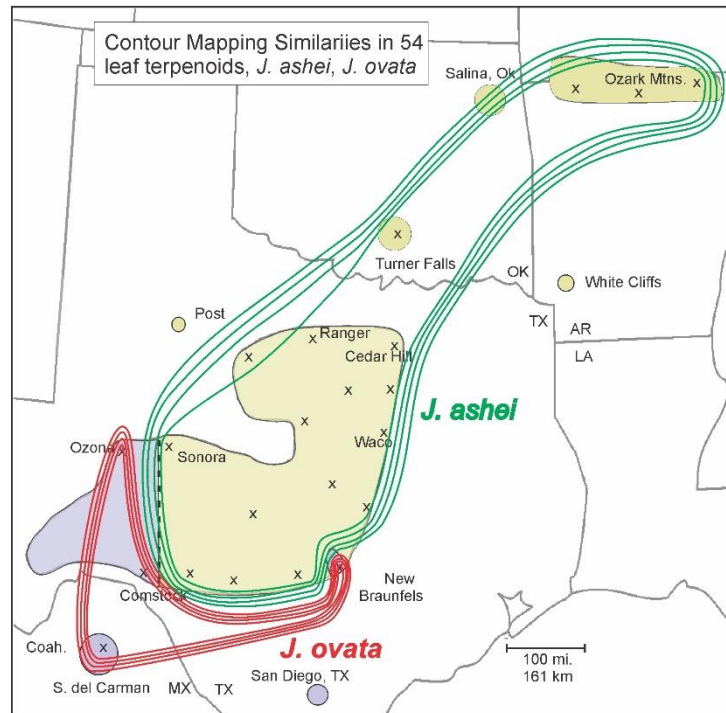 Contour Mapping Similariies in 54
leaf terpenoids, J. ashei, J. ovata
Salina, Ok
Ozark Mtns.
x
x
x
x
Turner Falls
OK
White Cliffs
Post
TX
AR
Ranger
x
Cedar Hill
x
x
LA
x
x
J. ashei
x
Waco
x
Ozona
x
x
Sonora
x
x
x
x
Comstock
x
x
x
x
New
Braunfels
Coah.
x
J. ovata
100 mi.
161 km
S. del Carman
MX
TX
San Diego, TX